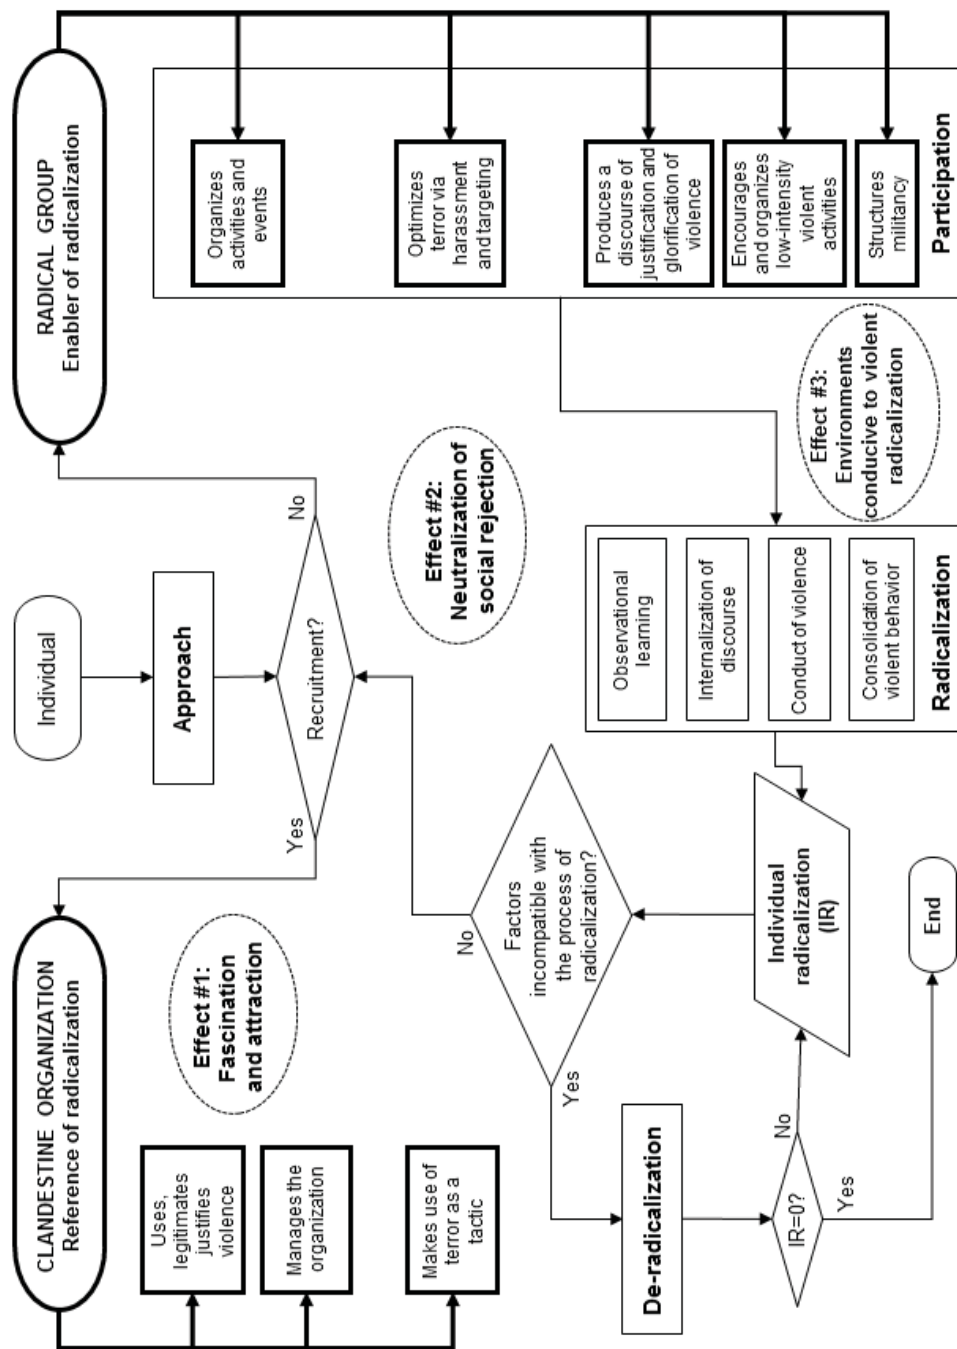 CLANDESTINE ORGANIZATION
Reference of radicalization
Individual
RADICAL GROUP
Enabler of radicalization
Uses,
legitimates
justifies
violence
Manages the
organization
Makes use of
terror as a
tactic
Effect #1:
Fascination
and attraction
Approach
Recruitment?
Yes
No
Organizes
activities and
events
Optimizes
terror via
harassment
and targeting
Produces a
discourse of
justification and
glorification of
violence
Encourages
and organizes
low-intensity
violent
activities
Structures
militancy
Participation
Effect #2:
Neutralization of
social rejection
Factors
incompatible with
the process of
radicalization?
No
Yes
De-radicalization
IR=0?
No
Yes
Individual
radicalization
(IR)
End
Observational
learning
Internalization of
discourse
Conduct of violence
Consolidation of
violent behavior
Radicalization
Effect #3:
Environments
conducive to violent
radicalization